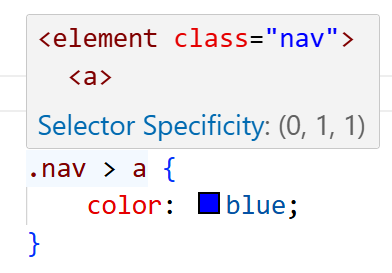 <element class="nav">
<a>
Selector Specificity: (0, 1, 1)
.nav > a {
color: blue;
}